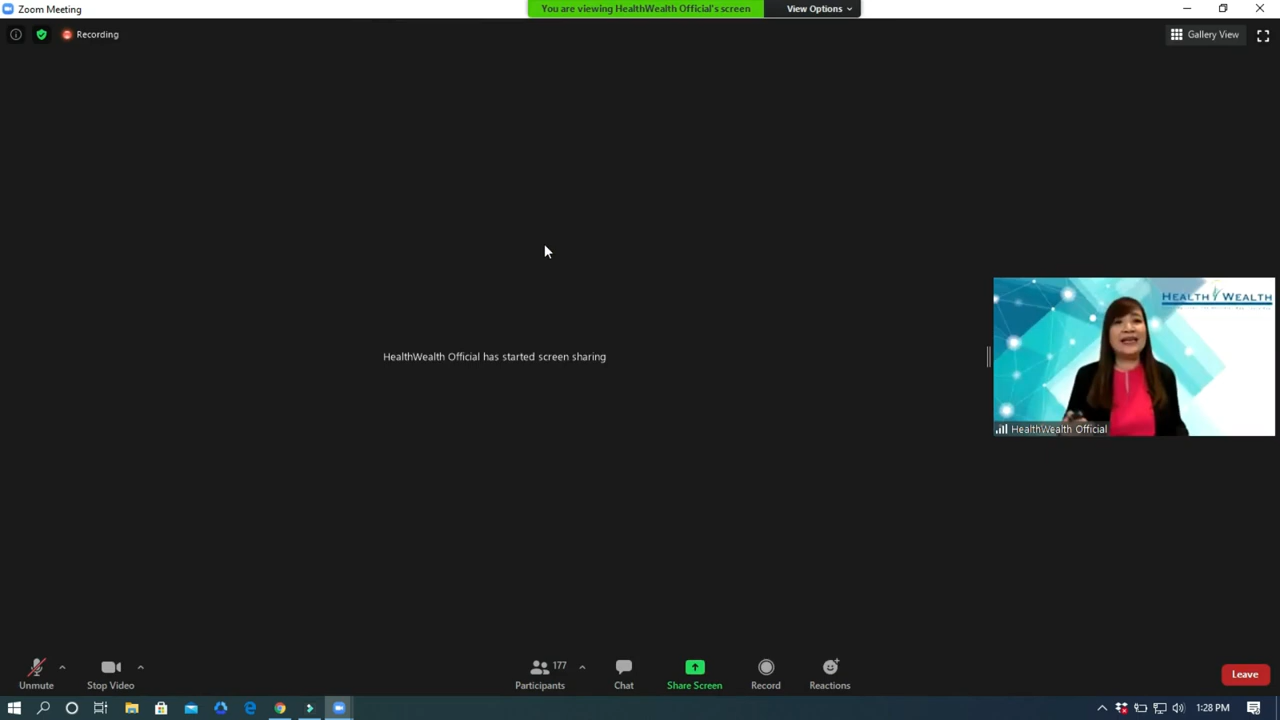 Zoom Meeting
You are viewing HealthWealth Official's screen
View Options
Recording
Gallery View
HealthWealth Official has started screen sharing
HEALTH WEALTH
HealthWealth Official
177
Unmute
Stop Video
Participants
Chat
Share Screen
Record
Reactions
Leave
1:28 PM